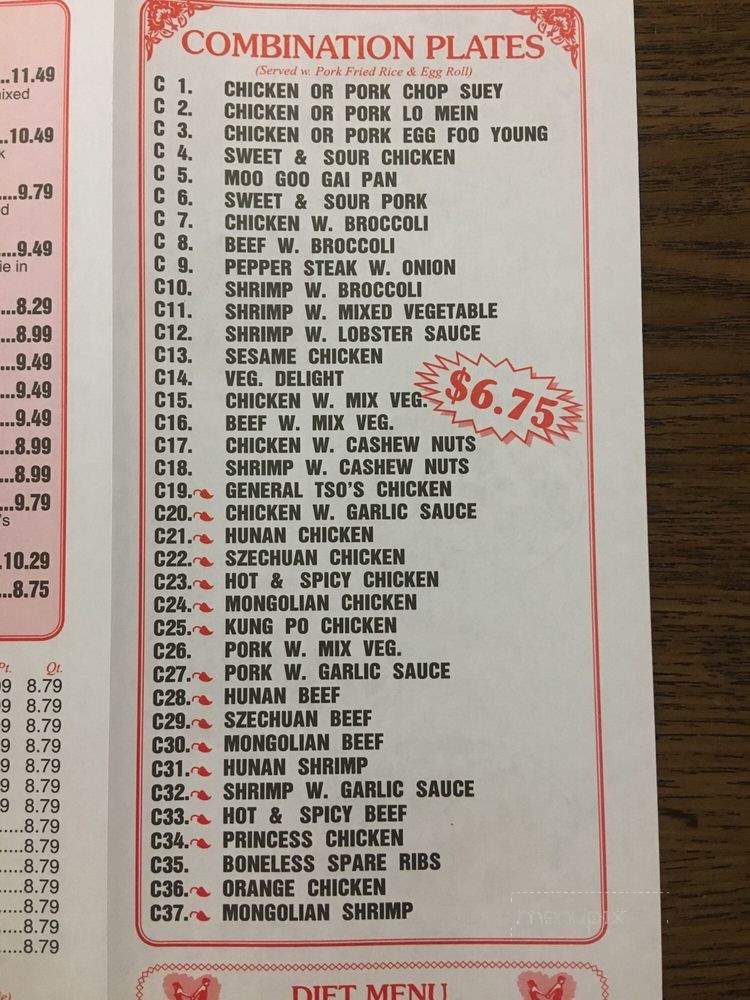 ..11.49
ixed
..10.49
k
....9.79
d
....9.49
ie in
...8.29
...8.99
...9.49
...9.49
...9.49
...8.99
...8.99
...9.79
's
.10.29
...8.75
Pt. Qt.
99 8.79
99 8.79
9 8.79
9 8.79
9 8.79
9 8.79
9 8.79
.....8.79
.....8.79
.....8.79
.....8.79
.....8.79
.....8.79
.....8.79
COMBINATION PLATES
(Served w. Pork Fried Rice & Egg Roll)
C 1. CHICKEN OR PORK CHOP SUEY
C 2. CHICKEN OR PORK LO MEIN
C 3. CHICKEN OR PORK EGG FOO YOUNG
C 4. SWEET & SOUR CHICKEN
C 5. MOO GOO GAI PAN
C 6. SWEET & SOUR PORK
C 7. CHICKEN W. BROCCOLI
C 8. BEEF W. BROCCOLI
C 9. PEPPER STEAK W. ONION
C10. SHRIMP W. BROCCOLI
C11. SHRIMP W. MIXED VEGETABLE
C12. SHRIMP W. LOBSTER SAUCE
C13. SESAME CHICKEN
C14. VEG. DELIGHT
C15. CHICKEN W. MIX VEG.
$6.75
C16. BEEF W. MIX VEG.
C17. CHICKEN W. CASHEW NUTS
C18. SHRIMP W. CASHEW NUTS
C19. GENERAL TSO'S CHICKEN
C20. CHICKEN W. GARLIC SAUCE
C21. HUNAN CHICKEN
C22. SZECHUAN CHICKEN
C23. HOT & SPICY CHICKEN
C24. MONGOLIAN CHICKEN
C25. KUNG PO CHICKEN
C26. PORK W. MIX VEG.
C27. PORK W. GARLIC SAUCE
C28. HUNAN BEEF
C29. SZECHUAN BEEF
C30. MONGOLIAN BEEF
C31. HUNAN SHRIMP
C32. SHRIMP W. GARLIC SAUCE
C33. HOT & SPICY BEEF
C34. PRINCESS CHICKEN
C35. BONELESS SPARE RIBS
C36. ORANGE CHICKEN
C37. MONGOLIAN SHRIMP
menupix
DIET MENU